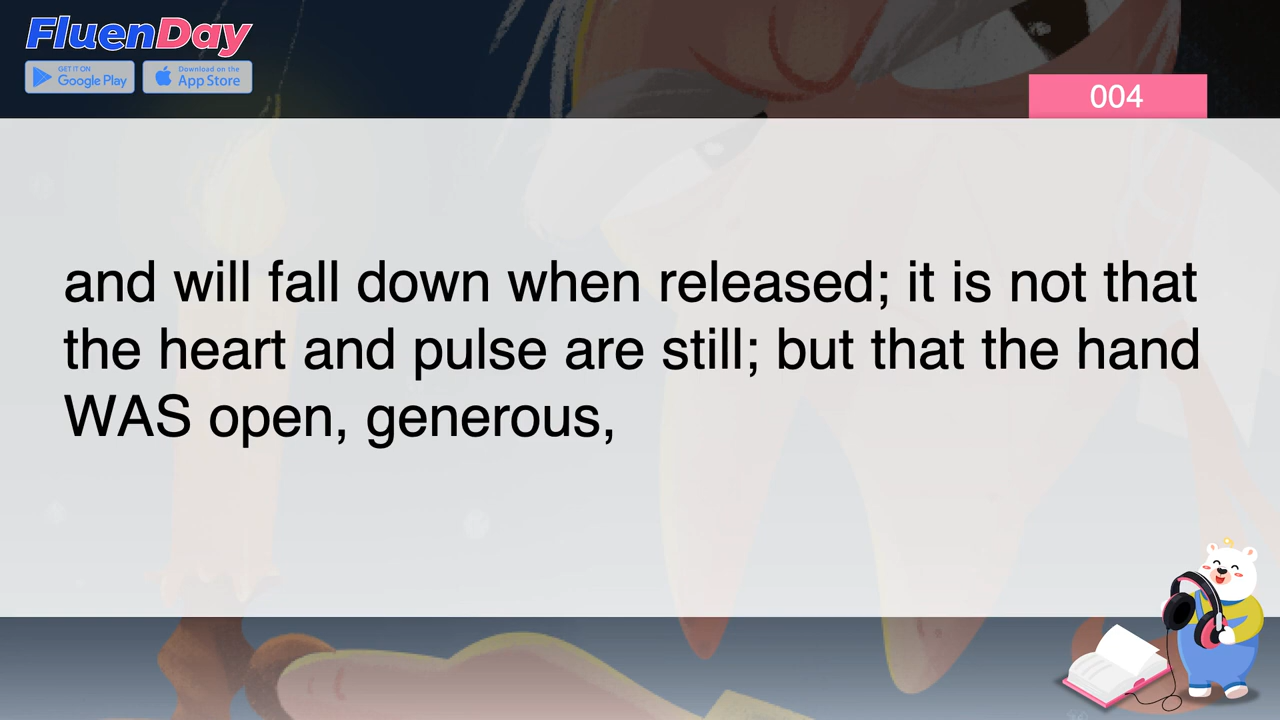 FluenDay
GET IT ON
Google Play
Download on the
App Store
004
and will fall down when released; it is not that
the heart and pulse are still; but that the hand
WAS open, generous,